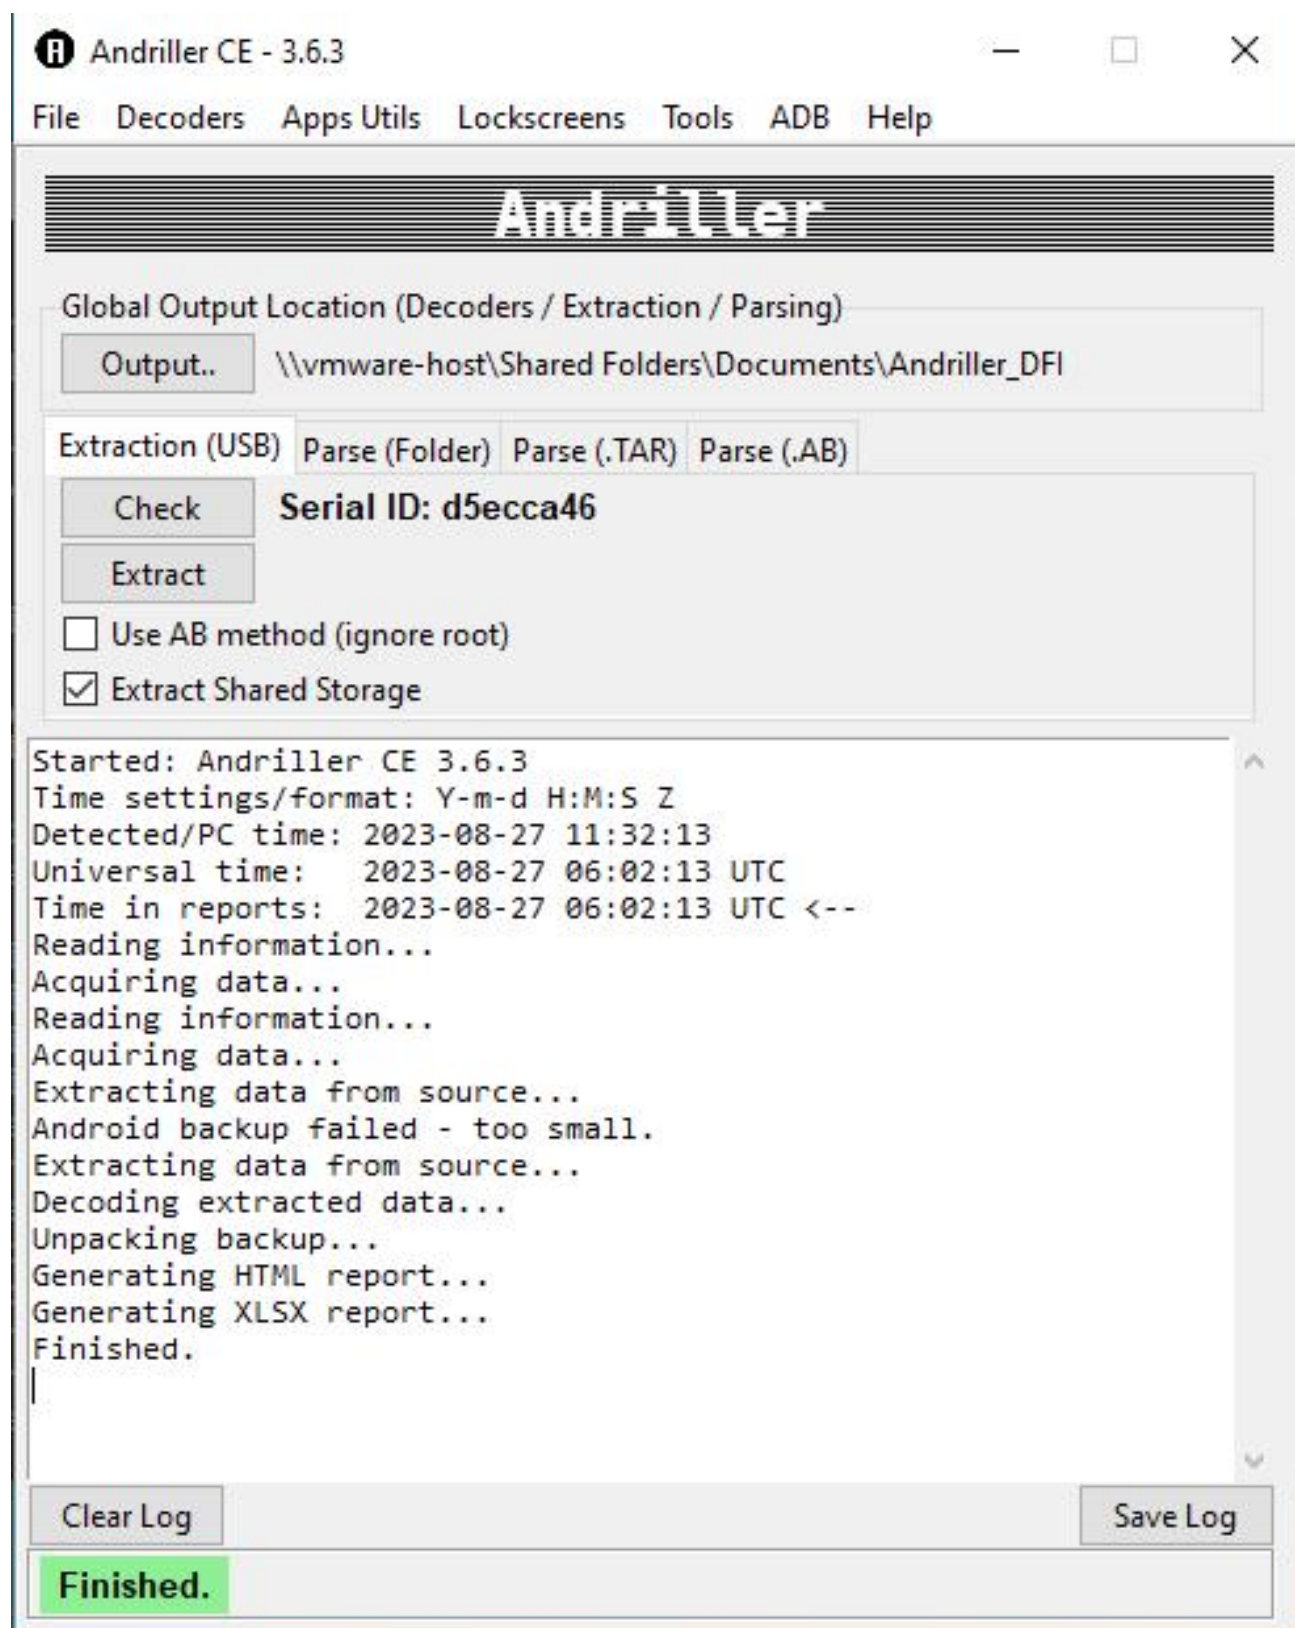 Andriller CE - 3.6.3
File Decoders Apps Utils Lockscreens Tools ADB Help
Andriller
Global Output Location (Decoders / Extraction / Parsing)
Output.. \\vmware-host\Shared Folders\Documents\Andriller_DFI
Extraction (USB) Parse (Folder) Parse (.TAR) Parse (.AB)
Check Serial ID: d5ecca46
Extract
Use AB method (ignore root)
Extract Shared Storage
Started: Andriller CE 3.6.3
Time settings/format: Y-m-d H:M:S Z
Detected/PC time: 2023-08-27 11:32:13
Universal time: 2023-08-27 06:02:13 UTC
Time in reports: 2023-08-27 06:02:13 UTC <--
Reading information...
Acquiring data...
Reading information...
Acquiring data...
Extracting data from source...
Android backup failed - too small.
Extracting data from source...
Decoding extracted data...
Unpacking backup...
Generating HTML report...
Generating XLSX report...
Finished.
Clear Log Save Log
Finished.